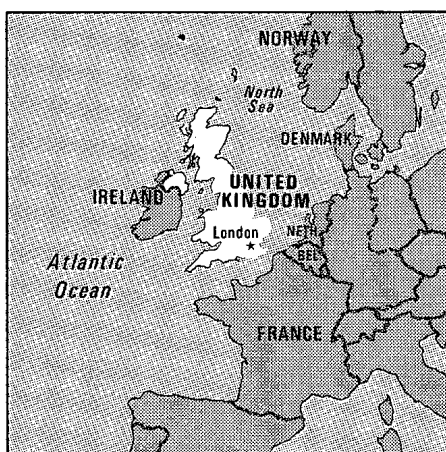 NORWAY
North
Sea
DENMARK
UNITED
KINGDOM
IRELAND
London
NETH.
BEL.
Atlantic
Ocean
FRANCE